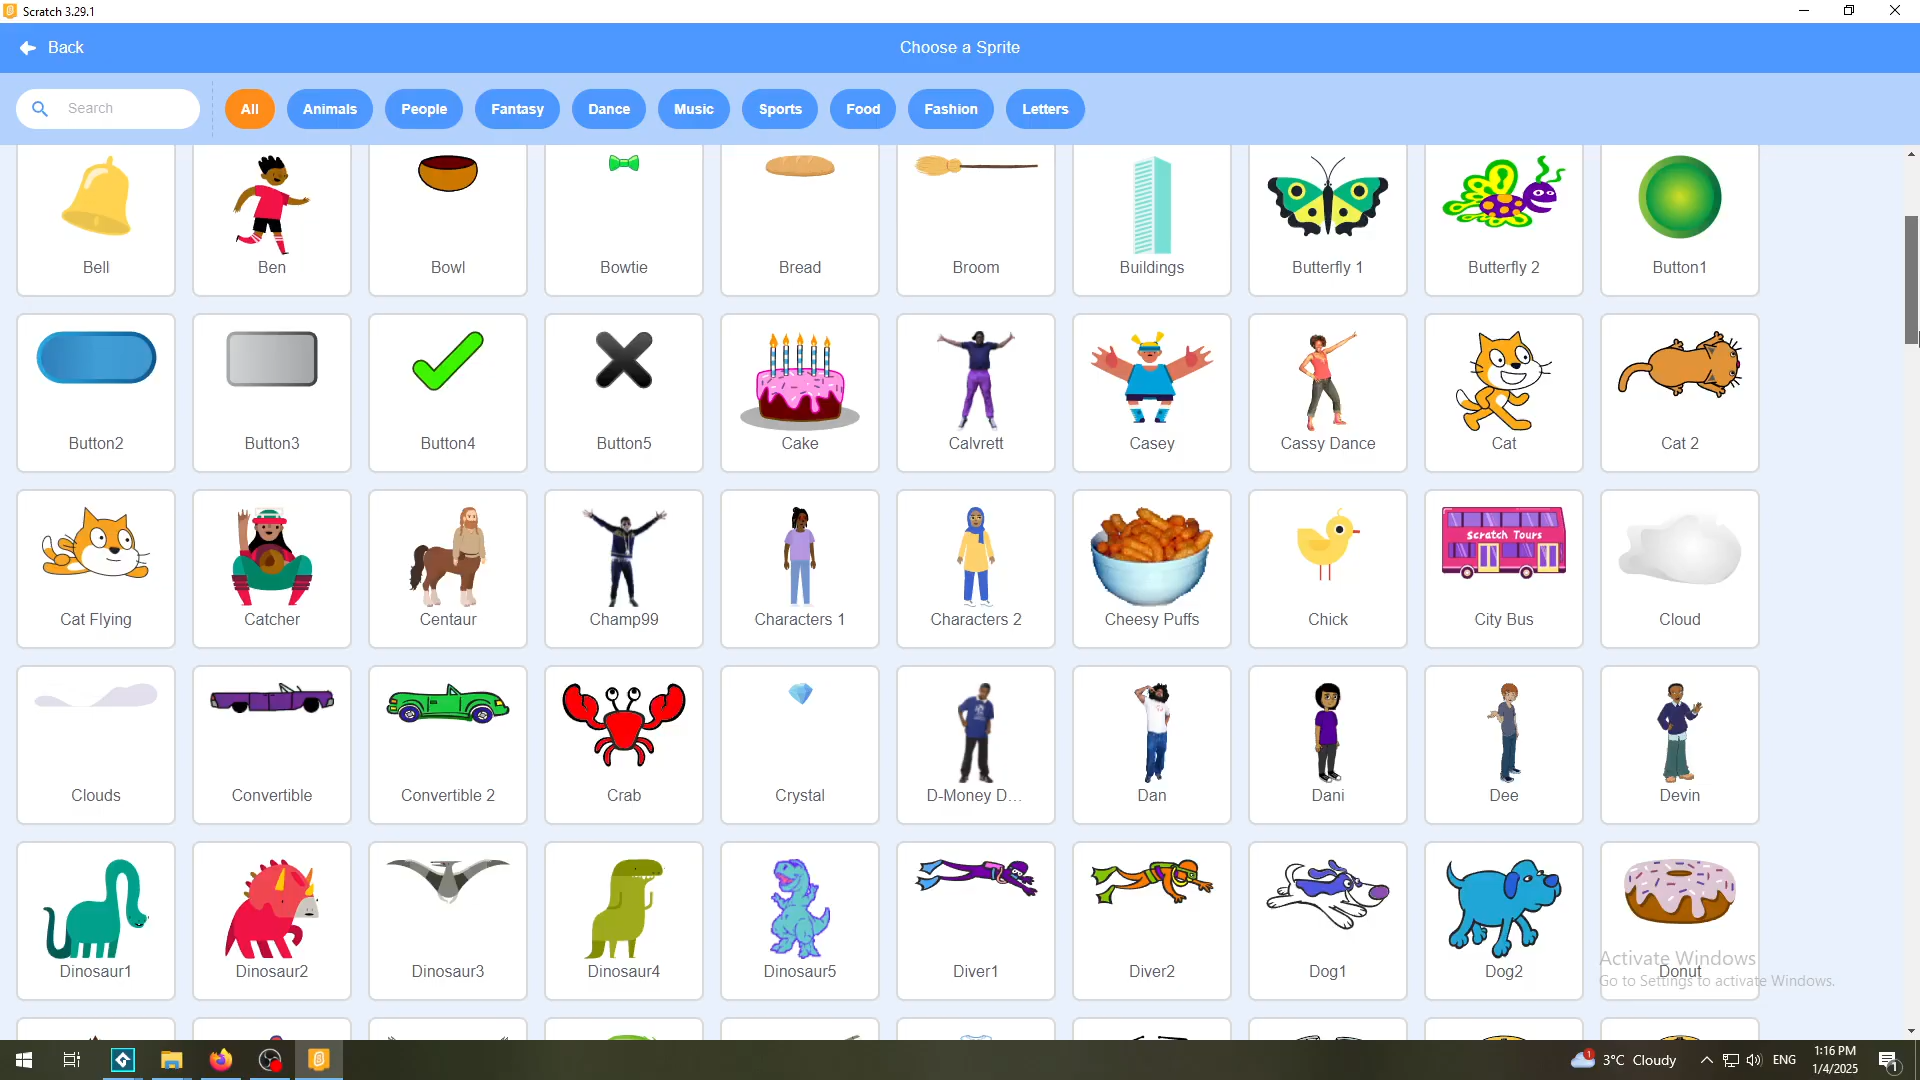 Scratch 3.29.1
Back
Choose a Sprite
Search
All Animals People Fantasy Dance Music Sports Food Fashion Letters
Bell Ben Bowl Bowtie Bread Broom Buildings Butterfly 1 Butterfly 2 Button1
Button2 Button3 Button4 Button5 Cake Calvrett Casey Cassy Dance Cat Cat 2
Scratch Tours
Cat Flying Catcher Centaur Champ99 Characters 1 Characters 2 Cheesy Puffs Chick City Bus Cloud
Clouds Convertible Convertible 2 Crab Crystal D-Money D... Dan Dani Dee Devin
Dinosaur1 Dinosaur2 Dinosaur3 Dinosaur4 Dinosaur5 Diver1 Diver2 Dog1 Dog2 Donut
Activate Windows
Go to Settings to activate Windows.
1 3°C Cloudy ENG 1:16 PM
1/4/2025 1